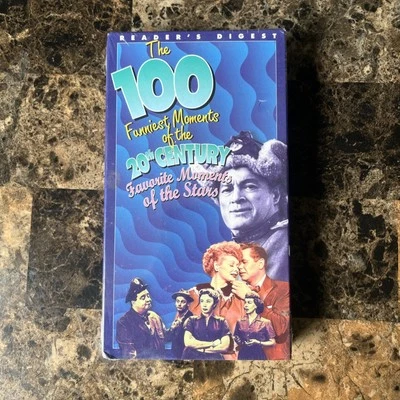 READER'S DIGEST
The
100
Funniest Moments
of the
20th CENTURY
Favorite Moments
of the Stars